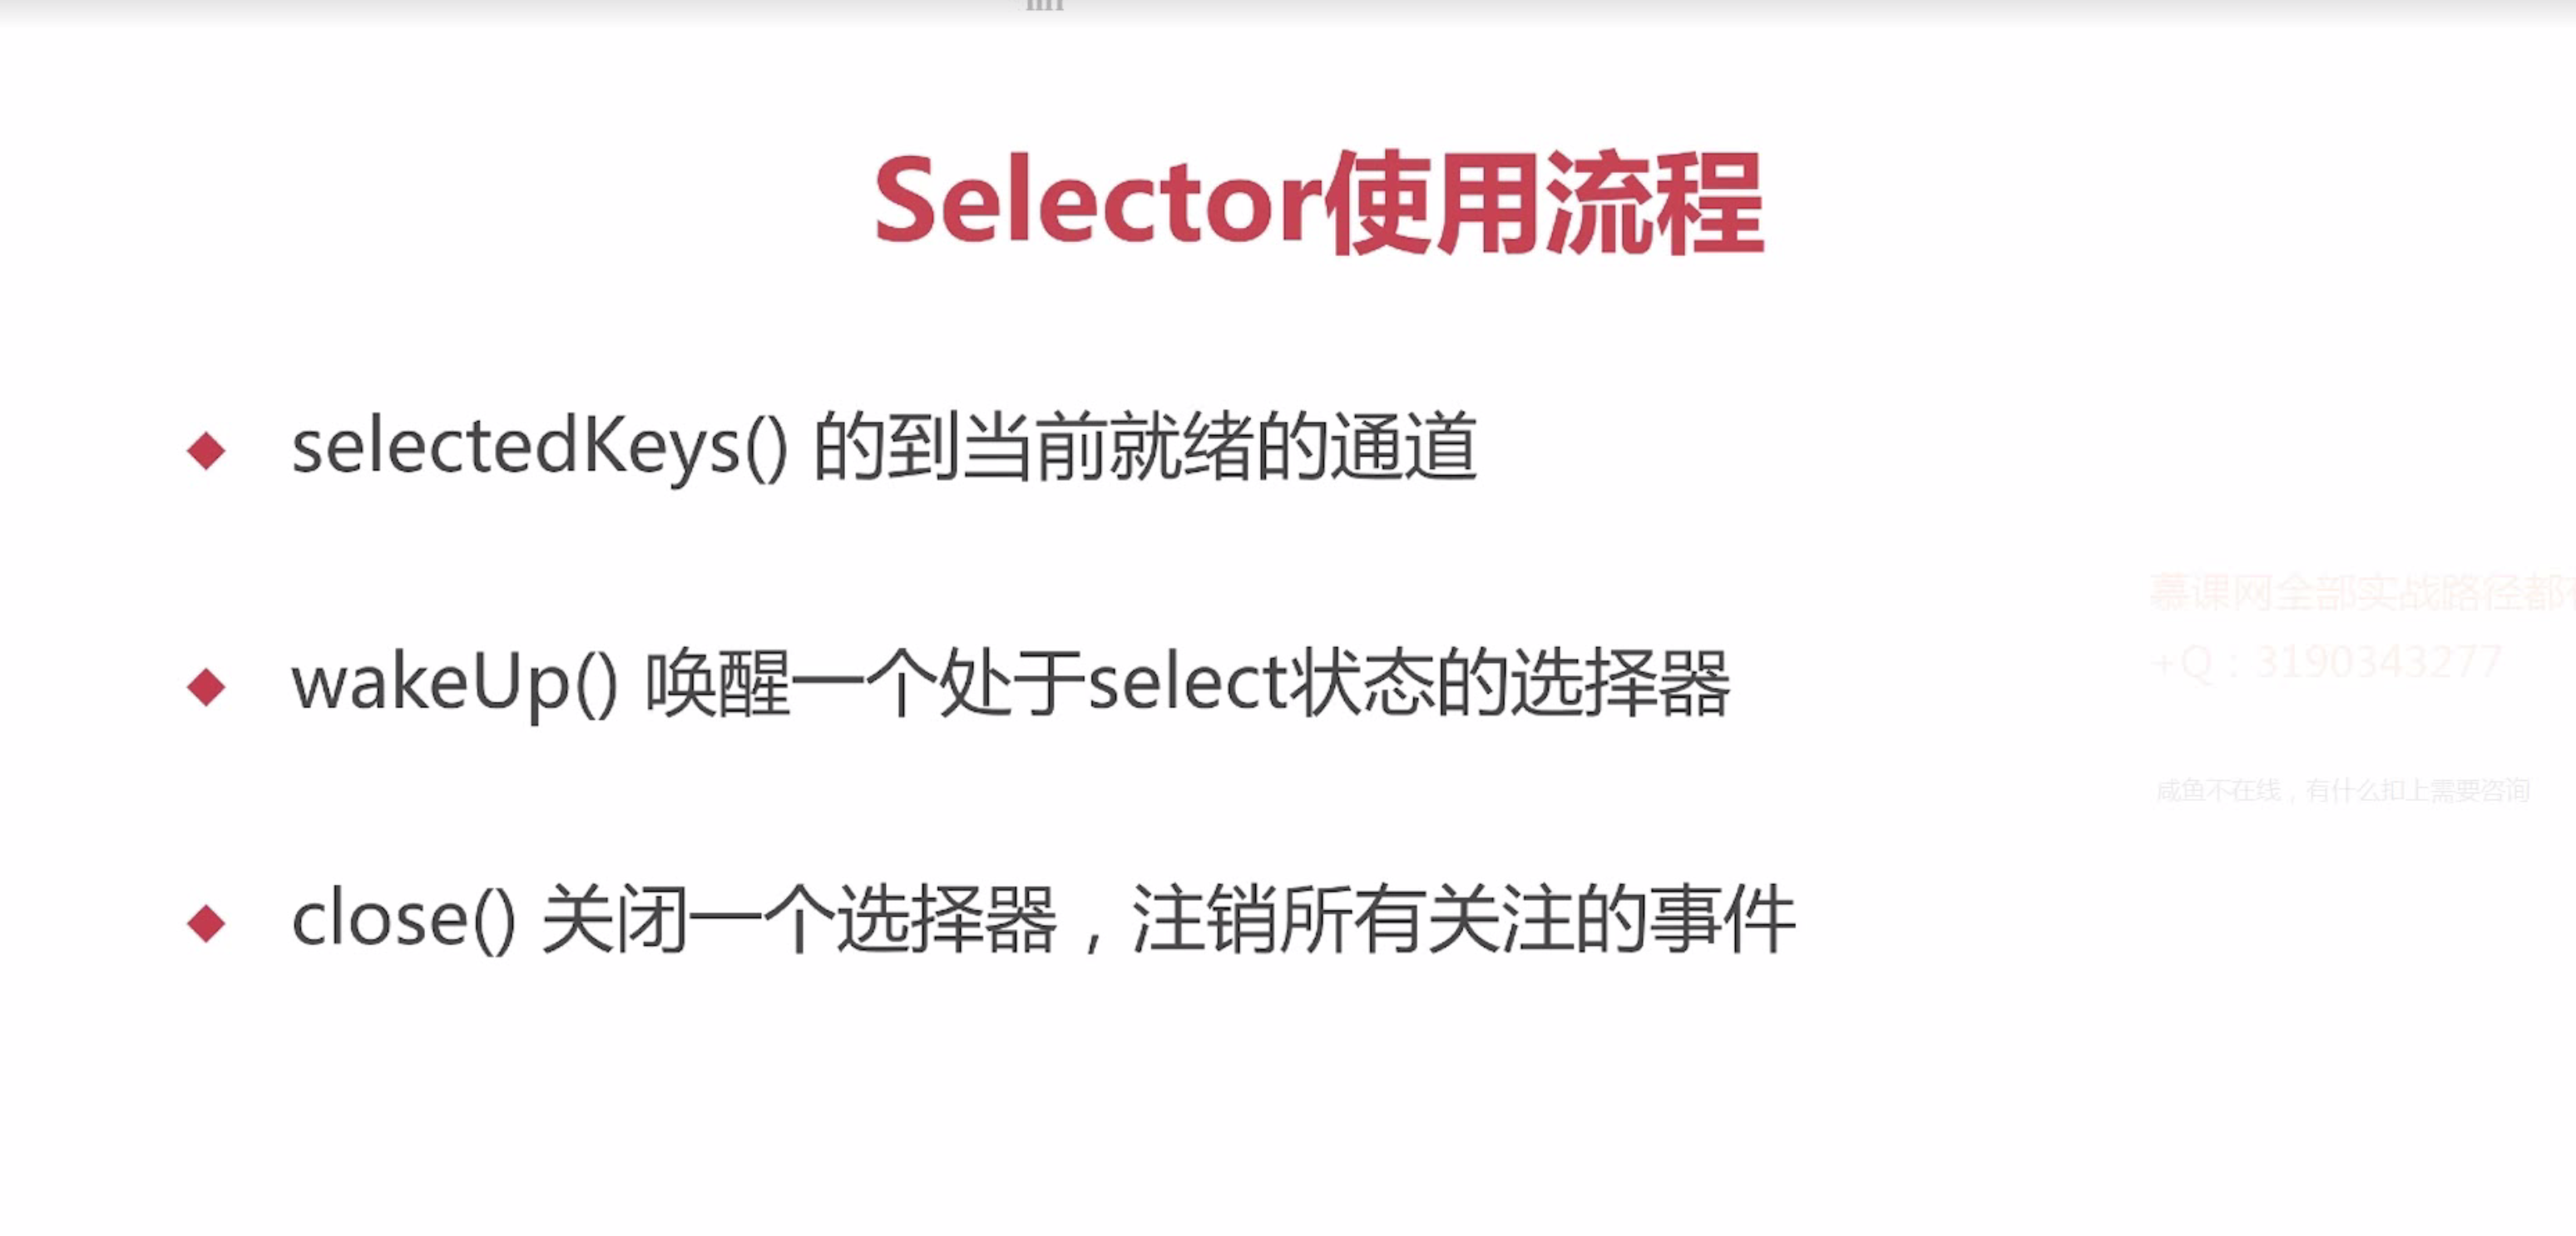 Selector使用流程
selectedKeys() 的到当前就绪的通道
wakeUp() 唤醒一个处于select状态的选择器
close() 关闭一个选择器，注销所有关注的事件
慕课网全部实战路径都
+Q：3190343277
咸鱼不在线，有什么扣上需要咨询